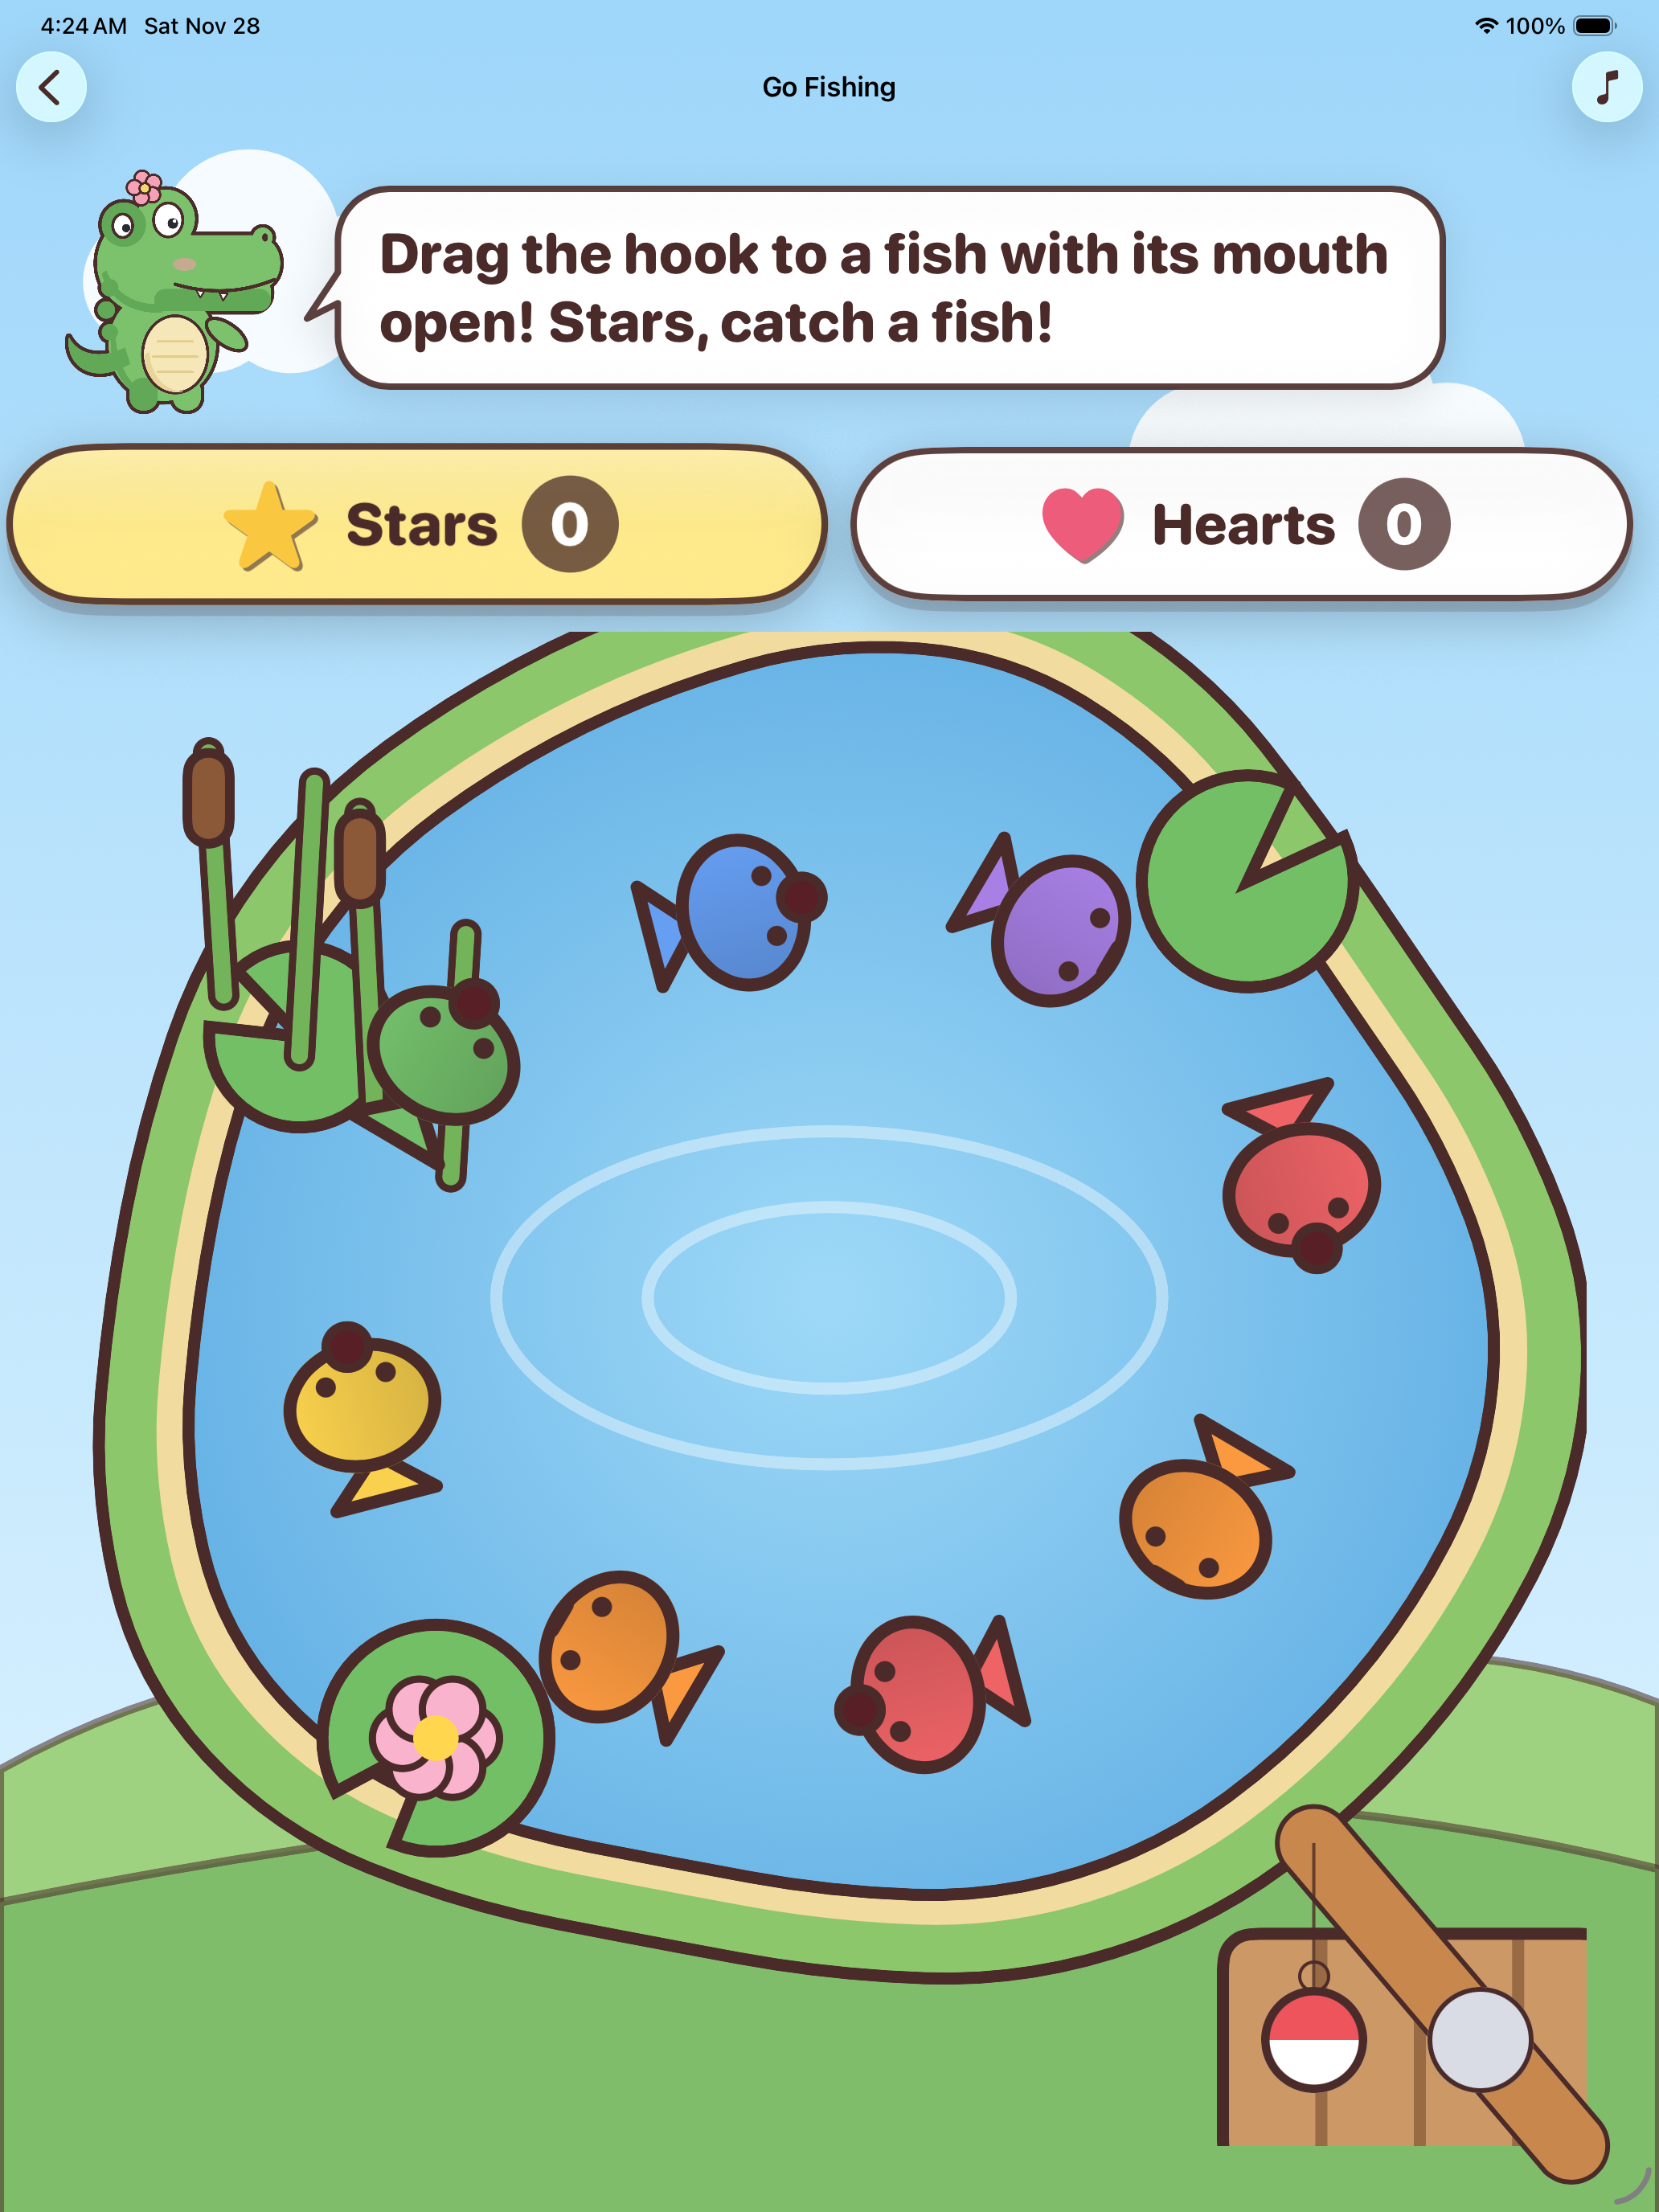 4:24 AM Sat Nov 28
100%
Go Fishing
Drag the hook to a fish with its mouth
open! Stars, catch a fish!
Stars 0
Hearts 0